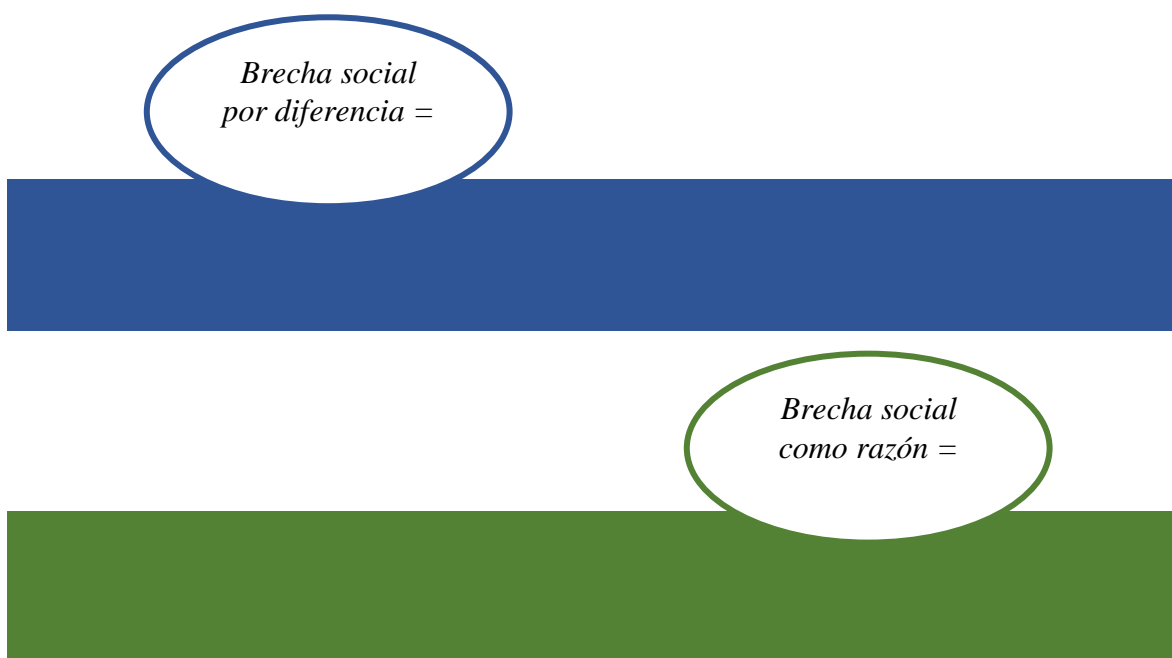 Brecha social
por diferencia =
Brecha social
como razón =